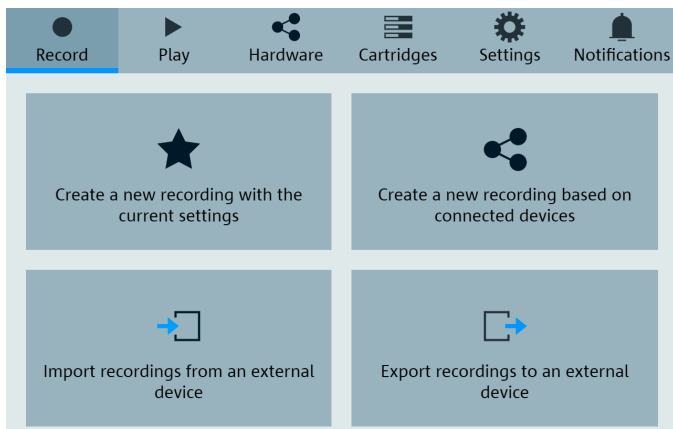 Record Play Hardware Cartridges Settings Notifications
Create a new recording with the
current settings
Create a new recording based on
connected devices
Import recordings from an external
device
Export recordings to an external
device